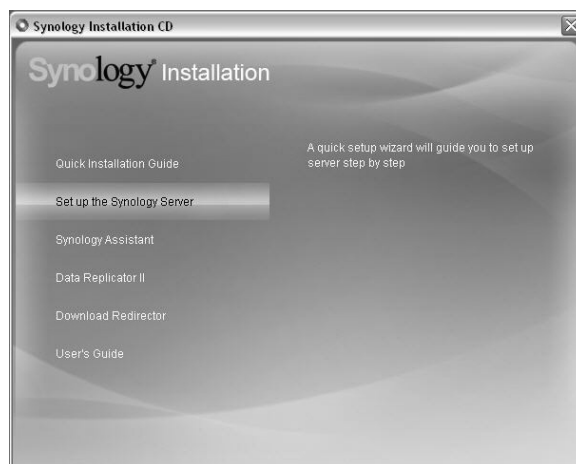 Synology Installation CD
Synology Installation
Quick Installation Guide
Set up the Synology Server
Synology Assistant
Data Replicator II
Download Redirector
User's Guide
A quick setup wizard will guide you to set up
server step by step